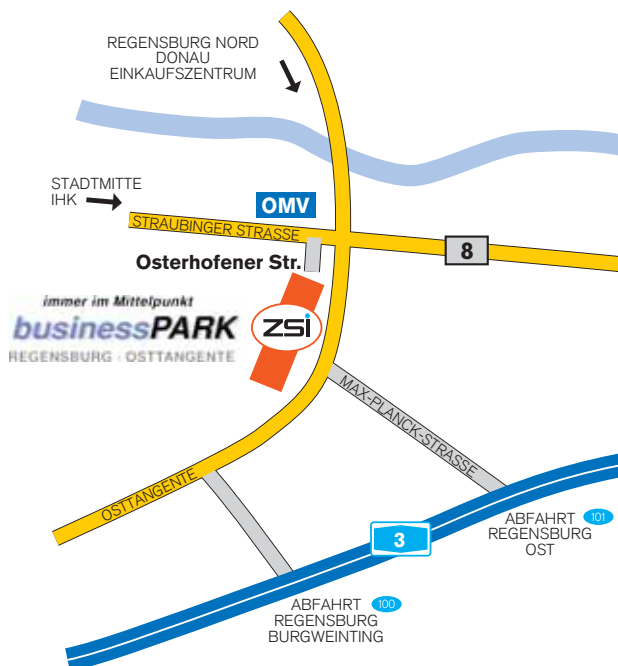 REGENSBURG NORD
DONAU
EINKAUFSZENTRUM
STADTMITTE
IHK
OMV
STRAUBINGER STRASSE
8
Osterhofener Str.
immer im Mittelpunkt
businessPARK
REGENSBURG · OSTTANGENTE
ZSi
MAX-PLANCK-STRASSE
OSTTANGENTE
3
ABFAHRT 101
REGENSBURG
OST
ABFAHRT 100
REGENSBURG
BURGWEINTING